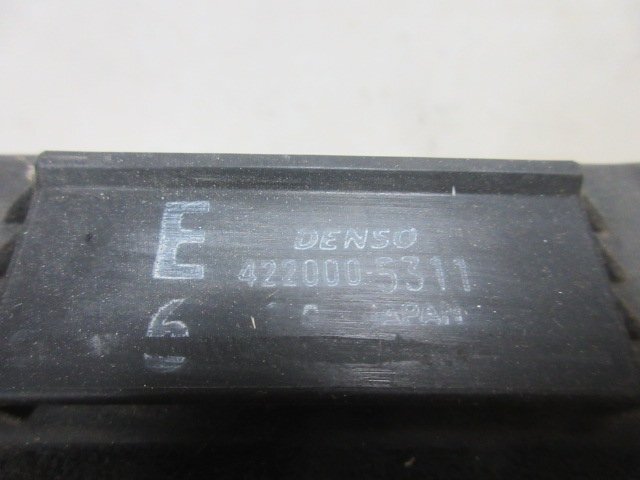 E
DENSO
422000-5311
6 JAPAN